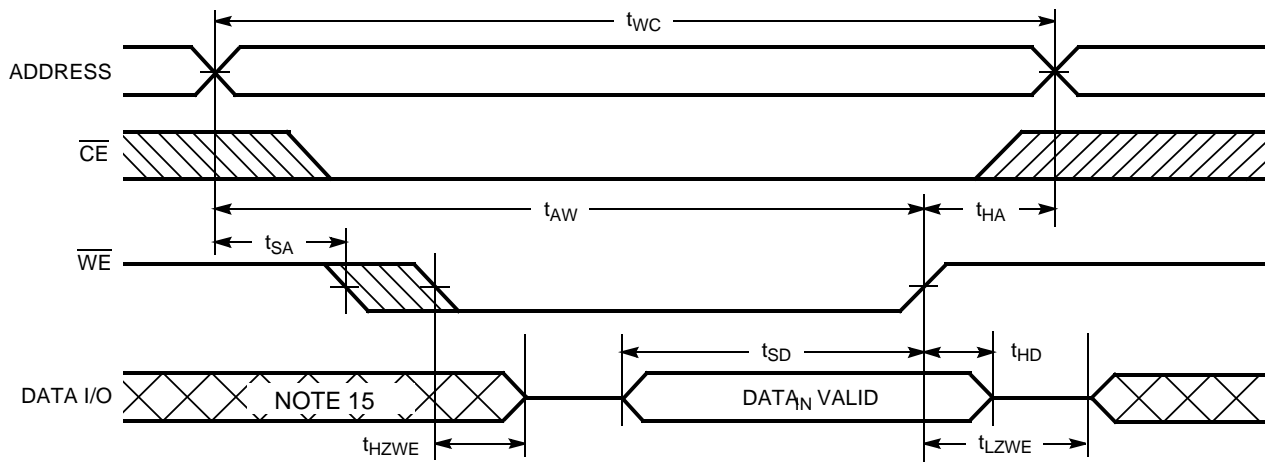 tWC
ADDRESS
CE
tAW
tHA
tSA
WE
tSD
tHD
DATA I/O
NOTE 15
DATAIN VALID
tHZWE
tLZWE